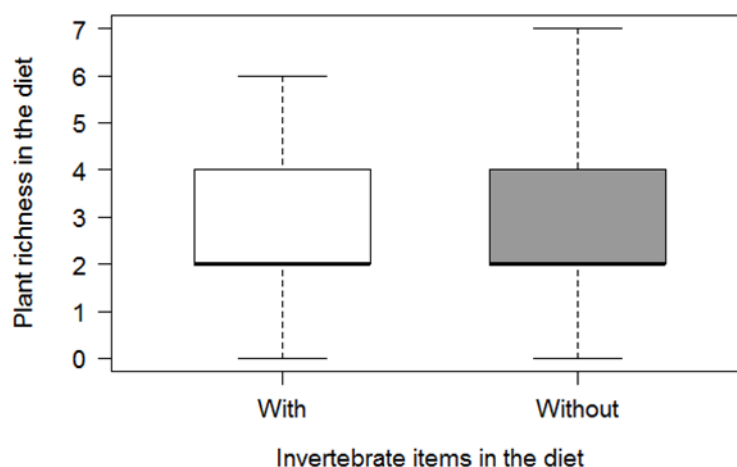 Plant richness in the diet
7
6
5
4
3
2
1
0
With
Without
Invertebrate items in the diet